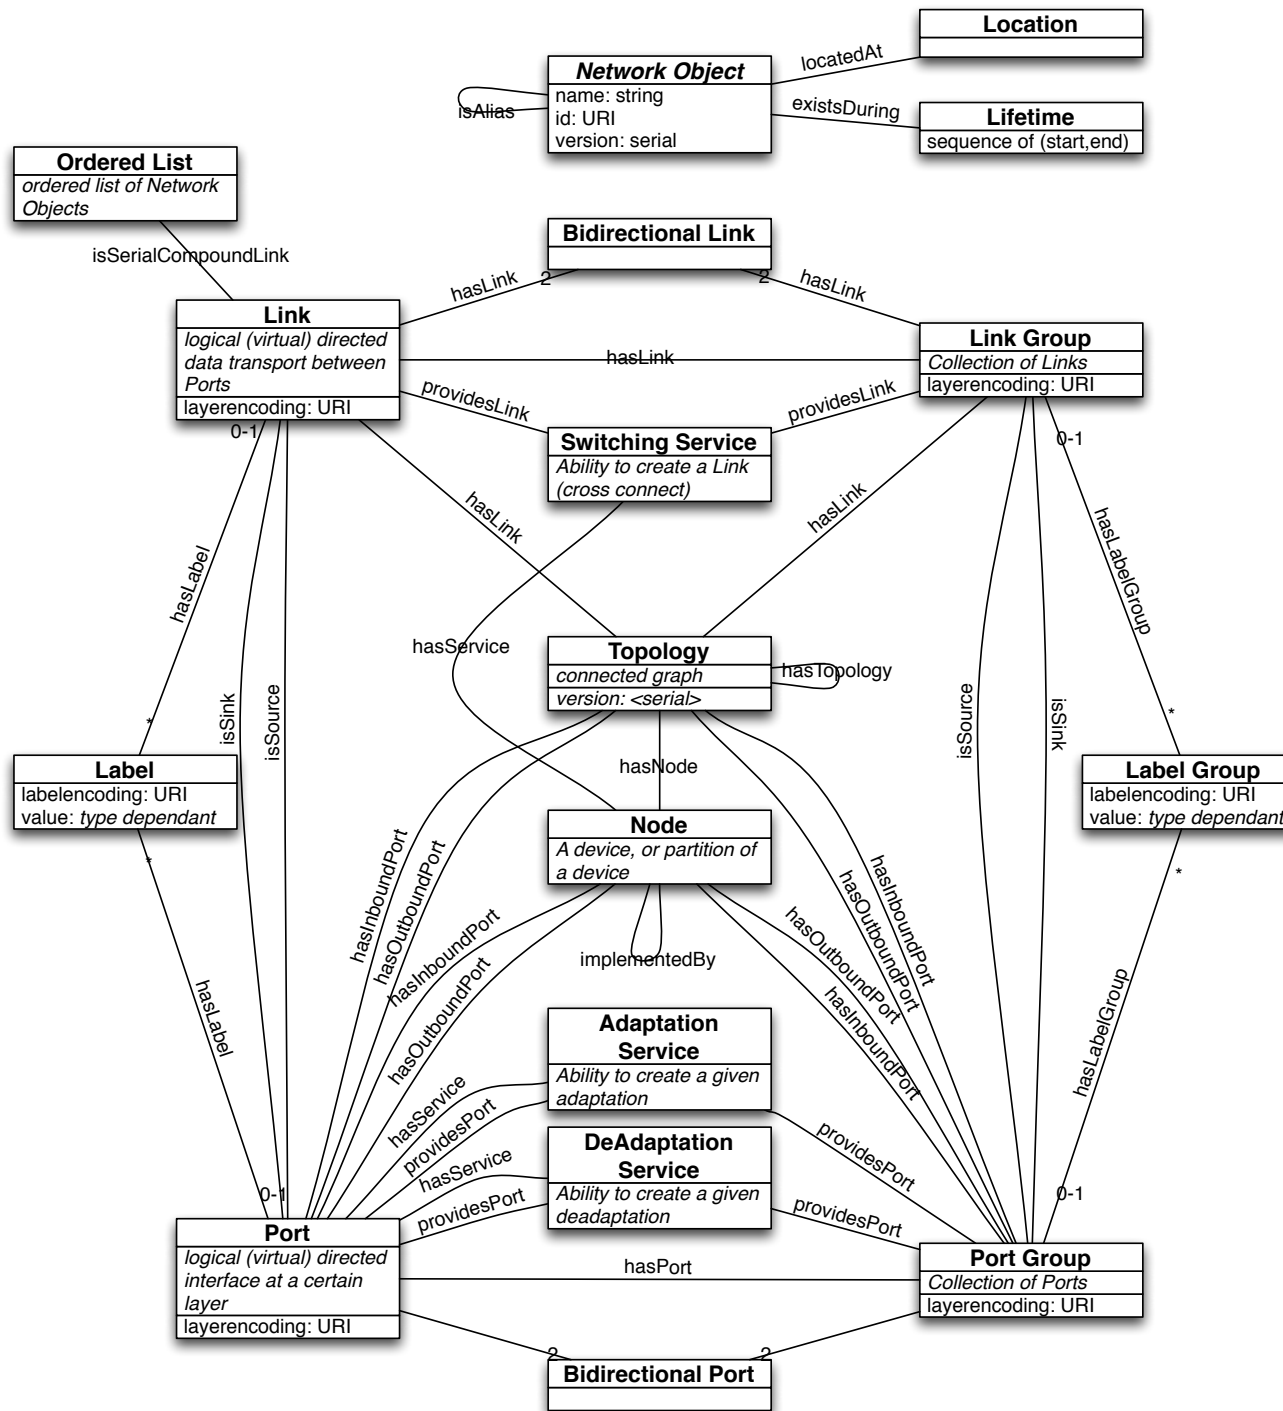 Location
locatedAt
Network Object
name: string
id: URI
version: serial
isAlias
existsDuring
Lifetime
sequence of (start,end)
Ordered List
ordered list of Network
Objects
isSerialCompoundLink
Bidirectional Link
hasLink
2
2
hasLink
Link
logical (virtual) directed
data transport between
Ports
layerencoding: URI
hasLink
Link Group
Collection of Links
layerencoding: URI
providesLink
providesLink
0-1
0-1
Switching Service
Ability to create a Link
(cross connect)
hasLink
hasLink
hasLabel
hasLabelGroup
hasService
Topology
connected graph
version: <serial>
hasTopology
isSink
isSource
isSource
isSink
*
*
hasNode
Label
labelencoding: URI
value: type dependant
Label Group
labelencoding: URI
value: type dependant
Node
A device, or partition of
a device
*
*
hasInboundPort
hasOutboundPort
hasInboundPort
hasOutboundPort
hasOutboundPort
hasInboundPort
hasOutboundPort
hasInboundPort
implementedBy
hasLabel
hasLabelGroup
Adaptation
Service
Ability to create a given
adaptation
hasService
providesPort
providesPort
DeAdaptation
Service
Ability to create a given
deadaptation
hasService
providesPort
providesPort
0-1
0-1
Port
logical (virtual) directed
interface at a certain
layer
layerencoding: URI
hasPort
Port Group
Collection of Ports
layerencoding: URI
2
2
Bidirectional Port